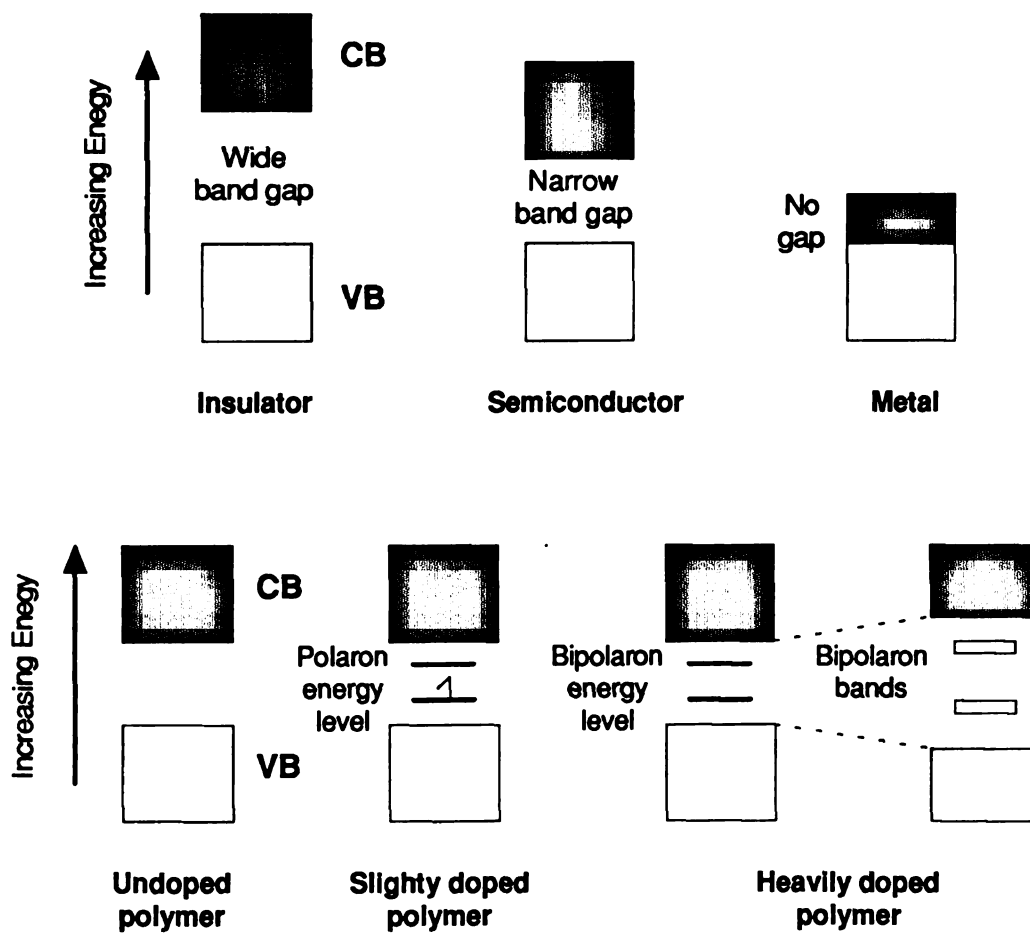 Increasing Enegy
CB
Wide
band gap
VB
Insulator
Narrow
band gap
Semiconductor
No
gap
Metal
Increasing Enegy
CB
VB
Undoped
polymer
Polaron
energy
level
1
Slighty doped
polymer
Bipolaron
energy
level
Bipolaron
bands
Heavily doped
polymer